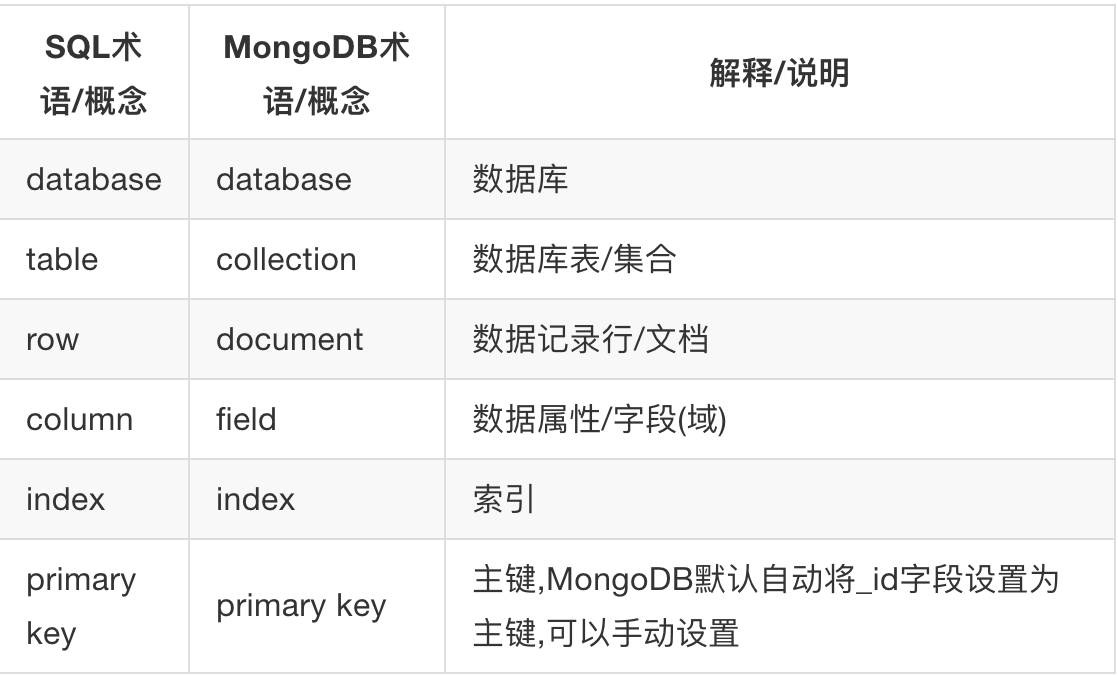 SQL术
语/概念
MongoDB术
语/概念
解释/说明
database
database
数据库
table
collection
数据库表/集合
row
document
数据记录行/文档
column
field
数据属性/字段(域)
index
index
索引
primary
key
primary key
主键,MongoDB默认自动将_id字段设置为
主键,可以手动设置